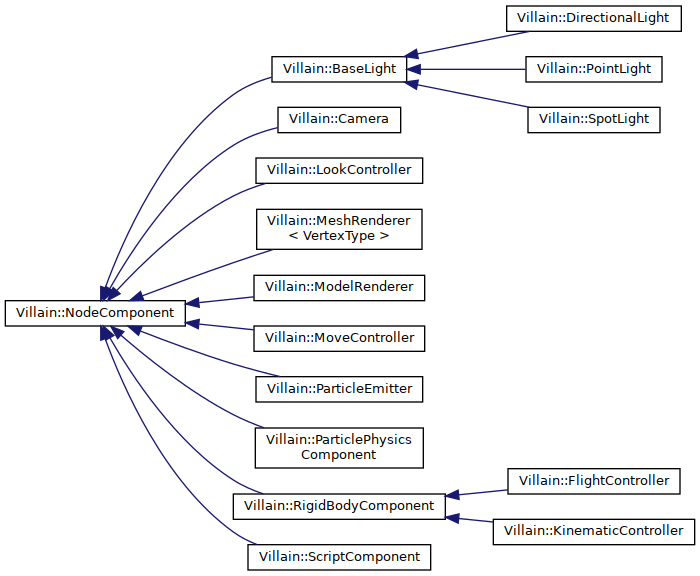 Villain::DirectionalLight
Villain::BaseLight
Villain::PointLight
Villain::SpotLight
Villain::Camera
Villain::LookController
Villain::MeshRenderer
< VertexType >
Villain::ModelRenderer
Villain::NodeComponent
Villain::MoveController
Villain::ParticleEmitter
Villain::ParticlePhysics
Component
Villain::FlightController
Villain::RigidBodyComponent
Villain::KinematicController
Villain::ScriptComponent